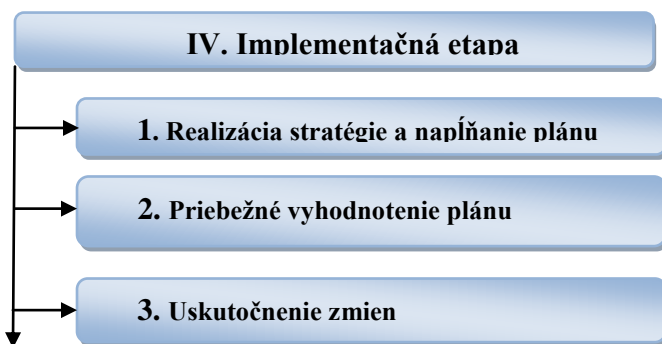 IV. Implementačná etapa
1. Realizácia stratégie a napĺňanie plánu
2. Priebežné vyhodnotenie plánu
3. Uskutočnenie zmien